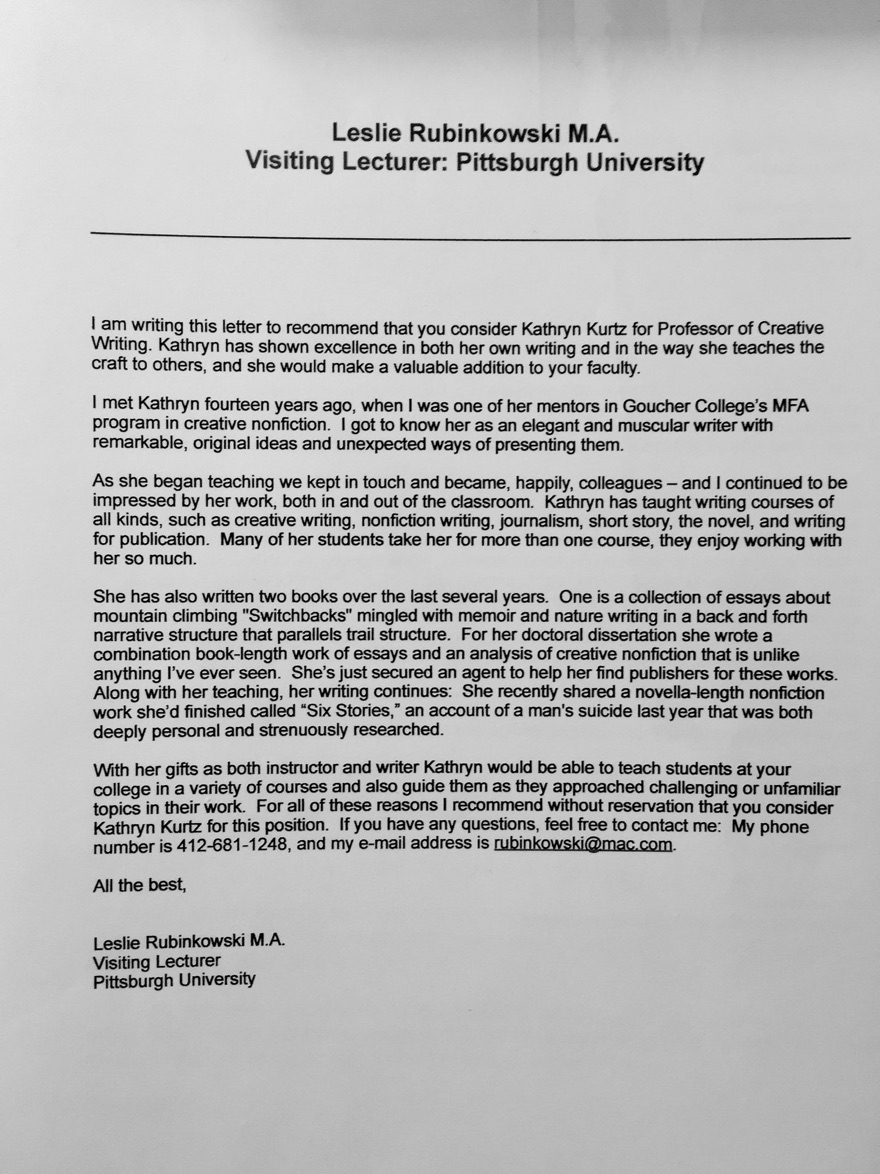 Leslie Rubinkowski M.A.
Visiting Lecturer: Pittsburgh University
I am writing this letter to recommend that you consider Kathryn Kurtz for Professor of Creative
Writing. Kathryn has shown excellence in both her own writing and in the way she teaches the
craft to others, and she would make a valuable addition to your faculty.
I met Kathryn fourteen years ago, when I was one of her mentors in Goucher College’s MFA
program in creative nonfiction.  I got to know her as an elegant and muscular writer with
remarkable, original ideas and unexpected ways of presenting them.
As she began teaching we kept in touch and became, happily, colleagues – and I continued to be
impressed by her work, both in and out of the classroom.  Kathryn has taught writing courses of
all kinds, such as creative writing, nonfiction writing, journalism, short story, the novel, and writing
for publication.  Many of her students take her for more than one course, they enjoy working with
her so much.
She has also written two books over the last several years.  One is a collection of essays about
mountain climbing "Switchbacks" mingled with memoir and nature writing in a back and forth
narrative structure that parallels trail structure.  For her doctoral dissertation she wrote a
combination book-length work of essays and an analysis of creative nonfiction that is unlike
anything I’ve ever seen.  She’s just secured an agent to help her find publishers for these works.
Along with her teaching, her writing continues:  She recently shared a novella-length nonfiction
work she’d finished called “Six Stories,” an account of a man's suicide last year that was both
deeply personal and strenuously researched.
With her gifts as both instructor and writer Kathryn would be able to teach students at your
college in a variety of courses and also guide them as they approached challenging or unfamiliar
topics in their work.  For all of these reasons I recommend without reservation that you consider
Kathryn Kurtz for this position.  If you have any questions, feel free to contact me:  My phone
number is 412-681-1248, and my e-mail address is rubinkowski@mac.com.
All the best,
Leslie Rubinkowski M.A.
Visiting Lecturer
Pittsburgh University